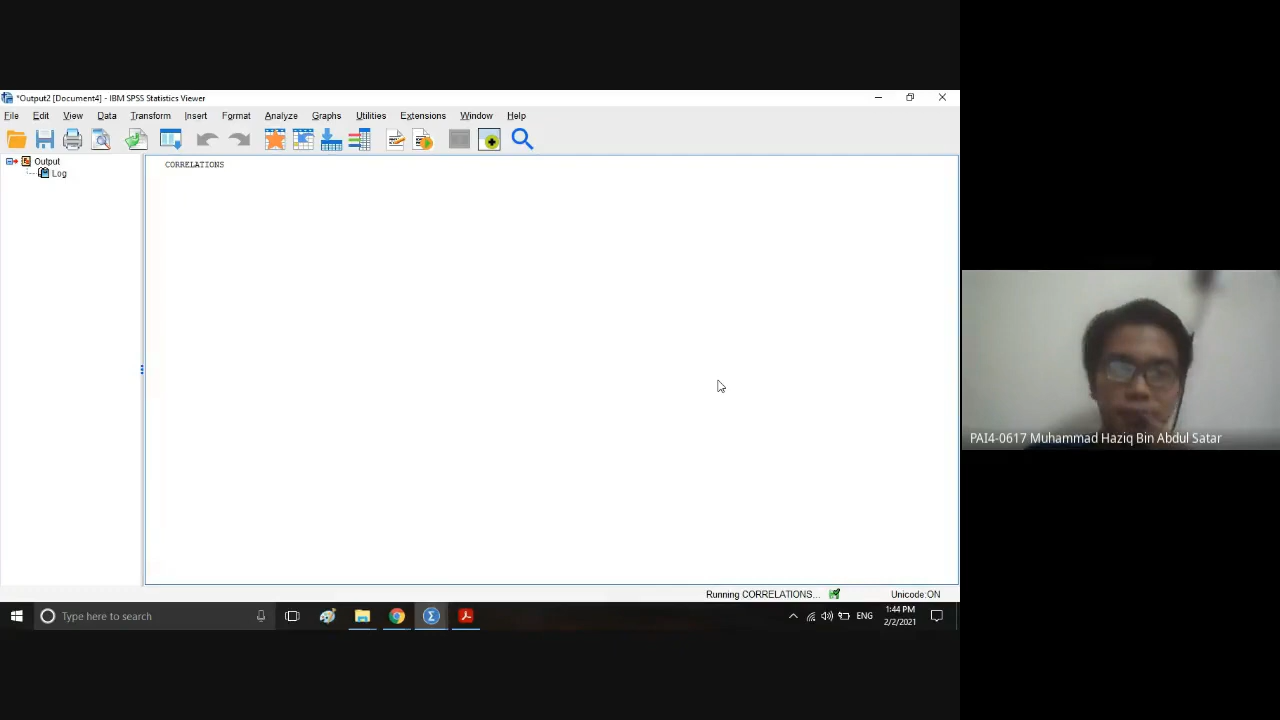 *Output2 [Document4] - IBM SPSS Statistics Viewer
File Edit View Data Transform Insert Format Analyze Graphs Utilities Extensions Window Help
Output
Log
CORRELATIONS
PAI4-0617 Muhammad Haziq Bin Abdul Satar
Running CORRELATIONS...
Unicode:ON
Type here to search
ENG
1:44 PM
2/2/2021